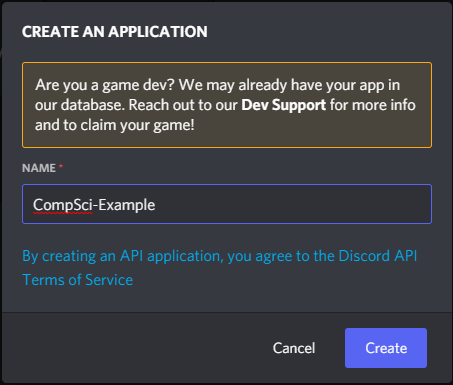 CREATE AN APPLICATION
Are you a game dev? We may already have your app in
our database. Reach out to our Dev Support for more info
and to claim your game!
NAME *
CompSci-Example
By creating an API application, you agree to the Discord API
Terms of Service
Cancel Create